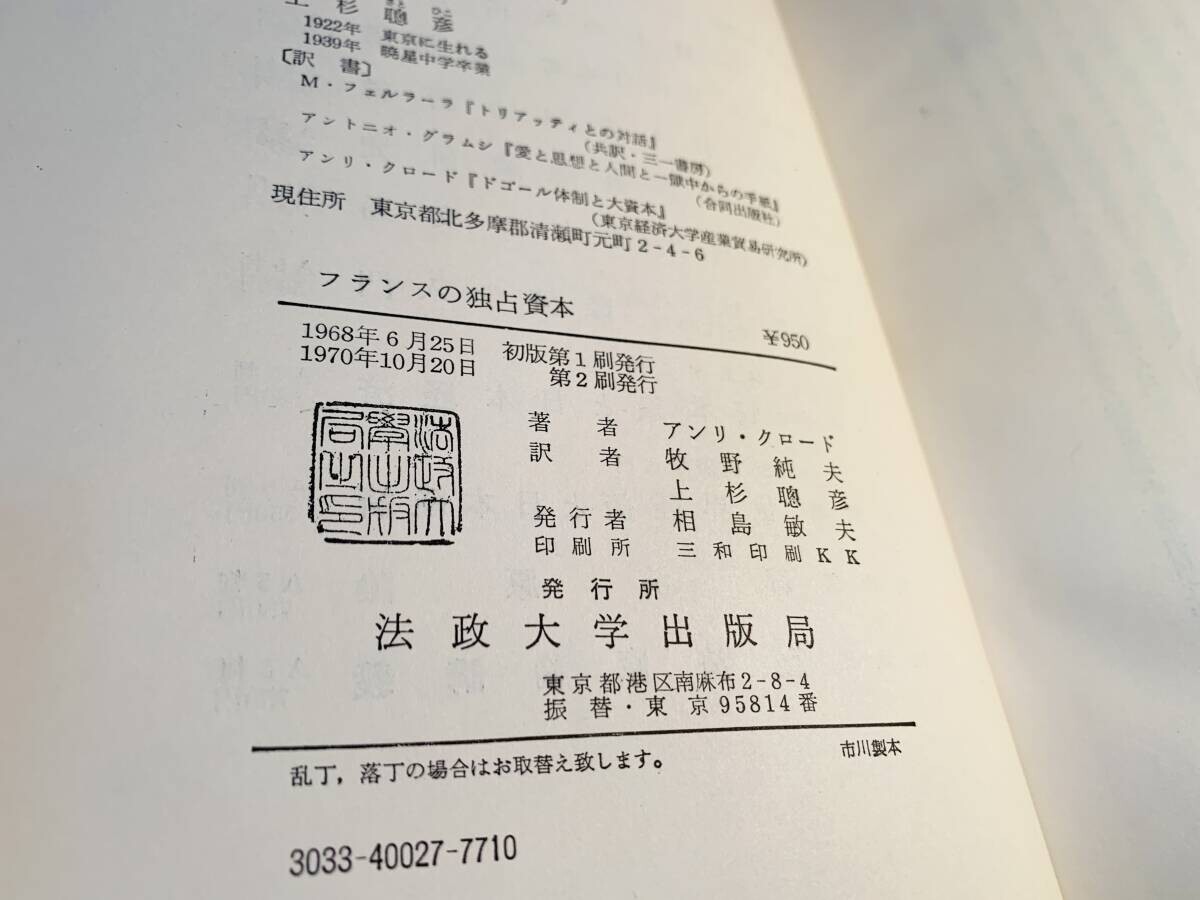 上杉聰彦
さと ひこ
1922年 東京に生れる
1939年 暁星中学卒業
〔訳書〕
M・フェルラーラ『トリアッティとの対話』
(共訳・三一書房)
アントニオ・グラムシ『愛と思想と人間と―獄中からの手紙』
(合同出版社)
アンリ・クロード『ドゴール体制と大資本』
(東京経済大学産業貿易研究所)
現住所 東京都北多摩郡清瀬町元町2-4-6
フランスの独占資本
¥950
1968年6月25日 初版第1刷発行
1970年10月20日 第2刷発行
法政大
學出版
局之印
著者 アンリ・クロード
訳者 牧野純夫
上杉聰彦
発行者 相島敏夫
印刷所 三和印刷KK
発行所
法政大学出版局
東京都港区南麻布2-8-4
振替・東京95814番
市川製本
乱丁，落丁の場合はお取替え致します。
3033-40027-7710